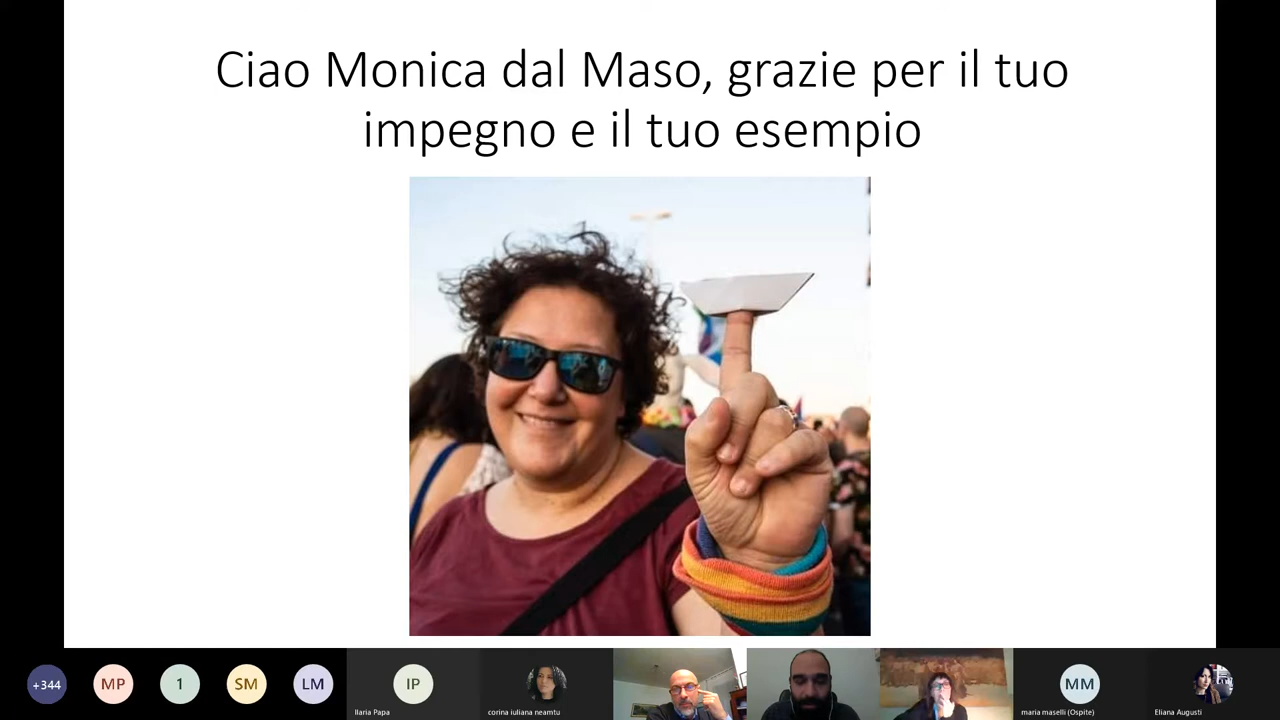 Ciao Monica dal Maso, grazie per il tuo
impegno e il tuo esempio
+344
MP
1
SM
LM
IP
MM
Ilaria Papa
corina iuliana neamtu
maria maselli (Ospite)
Eliana Augusti